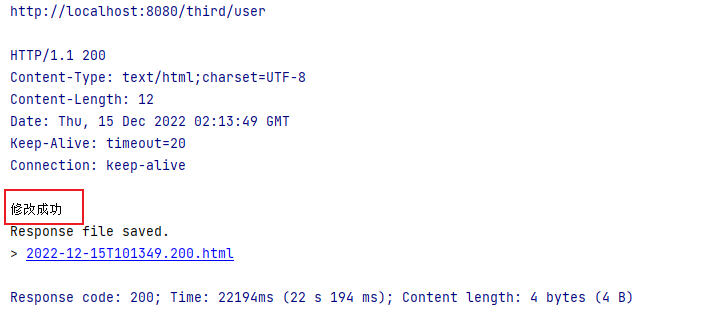 http://localhost:8080/third/user
HTTP/1.1 200
Content-Type: text/html;charset=UTF-8
Content-Length: 12
Date: Thu, 15 Dec 2022 02:13:49 GMT
Keep-Alive: timeout=20
Connection: keep-alive
修改成功
Response file saved.
> 2022-12-15T101349.200.html
Response code: 200; Time: 22194ms (22 s 194 ms); Content length: 4 bytes (4 B)